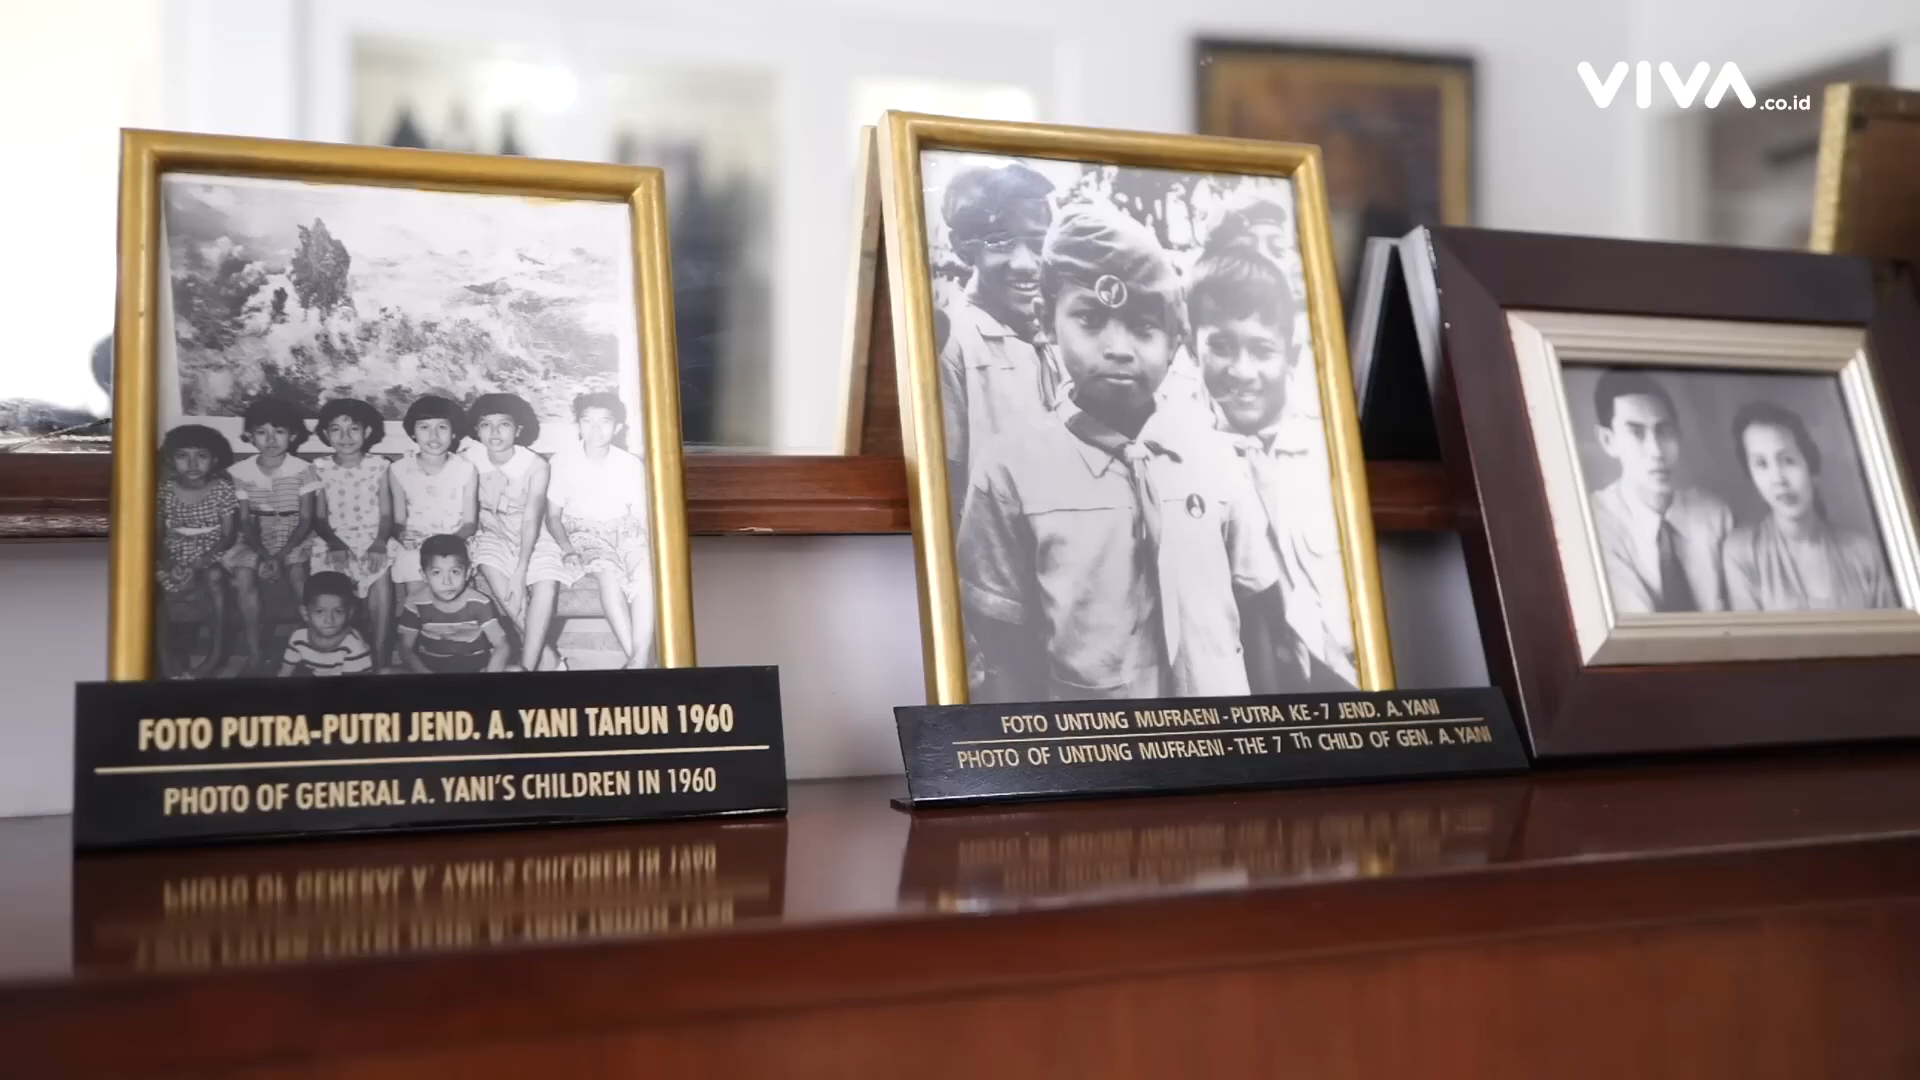 VIVA.co.id
FOTO PUTRA-PUTRI JEND. A. YANI TAHUN 1960
PHOTO OF GENERAL A. YANI'S CHILDREN IN 1960
FOTO UNTUNG MUFRAENI-PUTRA KE-7 JEND. A. YANI
PHOTO OF UNTUNG MUFRAENI-THE 7 Th CHILD OF GEN. A. YANI